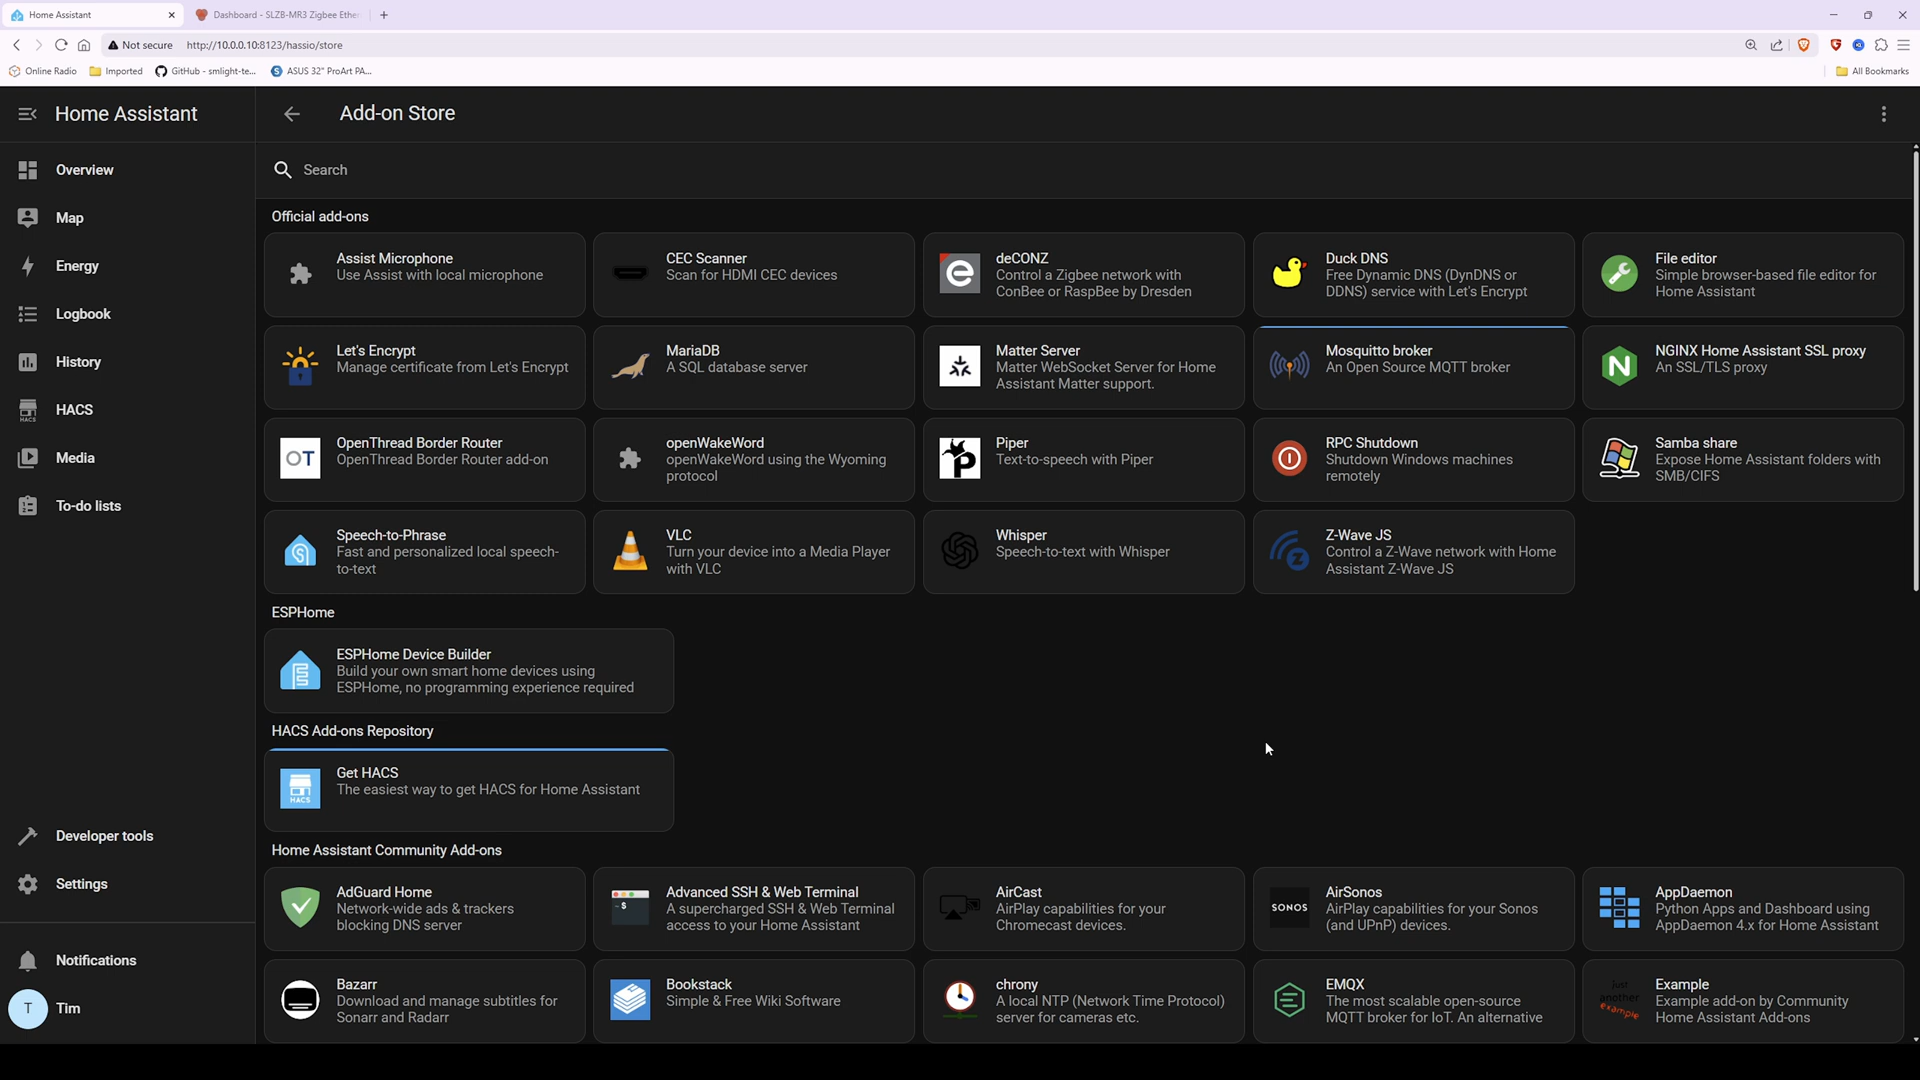 Home Assistant
Dashboard - SLZB-MR3 Zigbee Ethe
Not secure
http://10.0.0.10:8123/hassio/store
Online Radio
Imported
GitHub - smlight-te...
ASUS 32" ProArt PA...
All Bookmarks
Home Assistant
Add-on Store
Search
Overview
Map
Energy
Logbook
History
HACS
Media
To-do lists
Developer tools
Settings
Notifications
T
Tim
Official add-ons
Assist Microphone
Use Assist with local microphone
CEC Scanner
Scan for HDMI CEC devices
deCONZ
Control a Zigbee network with
ConBee or RaspBee by Dresden
Duck DNS
Free Dynamic DNS (DynDNS or
DDNS) service with Let's Encrypt
File editor
Simple browser-based file editor for
Home Assistant
Let's Encrypt
Manage certificate from Let's Encrypt
MariaDB
A SQL database server
Matter Server
Matter WebSocket Server for Home
Assistant Matter support.
Mosquitto broker
An Open Source MQTT broker
N
NGINX Home Assistant SSL proxy
An SSL/TLS proxy
OT
OpenThread Border Router
OpenThread Border Router add-on
openWakeWord
openWakeWord using the Wyoming
protocol
Piper
Text-to-speech with Piper
RPC Shutdown
Shutdown Windows machines
remotely
Samba share
Expose Home Assistant folders with
SMB/CIFS
Speech-to-Phrase
Fast and personalized local speech-
to-text
VLC
Turn your device into a Media Player
with VLC
Whisper
Speech-to-text with Whisper
Z-Wave JS
Control a Z-Wave network with Home
Assistant Z-Wave JS
ESPHome
ESPHome Device Builder
Build your own smart home devices using
ESPHome, no programming experience required
HACS Add-ons Repository
HACS
Get HACS
The easiest way to get HACS for Home Assistant
Home Assistant Community Add-ons
AdGuard Home
Network-wide ads & trackers
blocking DNS server
Advanced SSH & Web Terminal
A supercharged SSH & Web Terminal
access to your Home Assistant
AirCast
AirPlay capabilities for your
Chromecast devices.
SONOS
AirSonos
AirPlay capabilities for your Sonos
(and UPnP) devices.
AppDaemon
Python Apps and Dashboard using
AppDaemon 4.x for Home Assistant
Bazarr
Download and manage subtitles for
Sonarr and Radarr
Bookstack
Simple & Free Wiki Software
chrony
A local NTP (Network Time Protocol)
server for cameras etc.
EMQX
The most scalable open-source
MQTT broker for IoT. An alternative
just
another
example
Example
Example add-on by Community
Home Assistant Add-ons